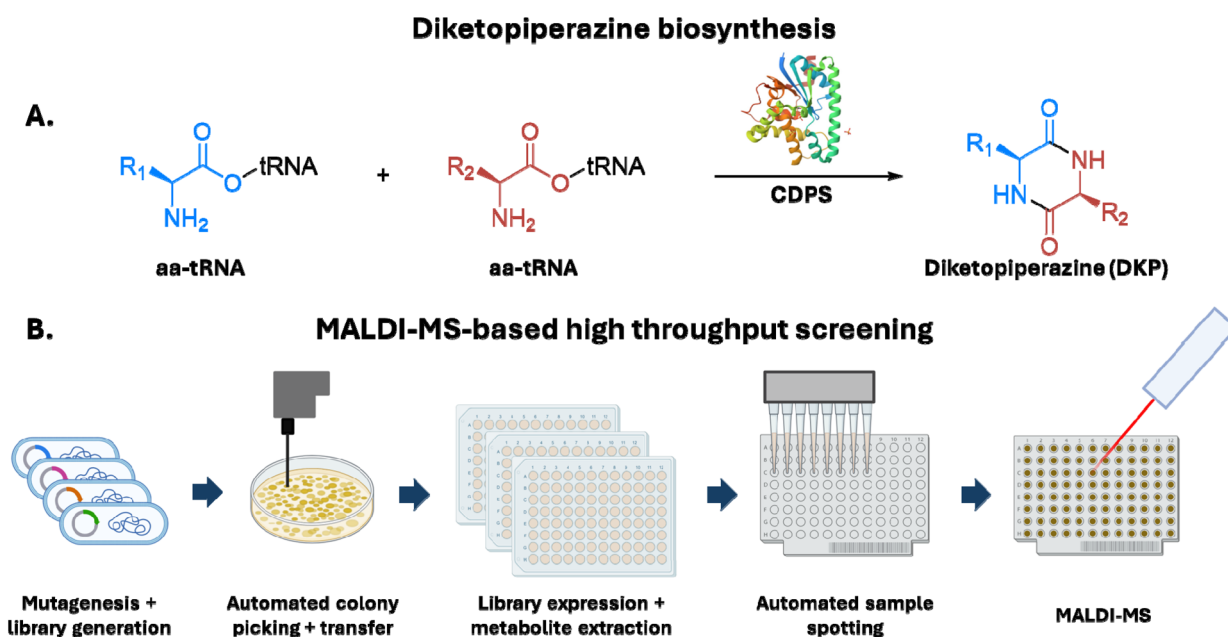 Diketopiperazine biosynthesis
A.
R1
O
O
tRNA
NH2
aa-tRNA
+
R2
O
O
tRNA
NH2
aa-tRNA
CDPS
R1
O
NH
HN
R2
O
Diketopiperazine (DKP)
B.
MALDI-MS-based high throughput screening
Mutagenesis +
library generation
Automated colony
picking + transfer
Library expression +
metabolite extraction
Automated sample
spotting
MALDI-MS